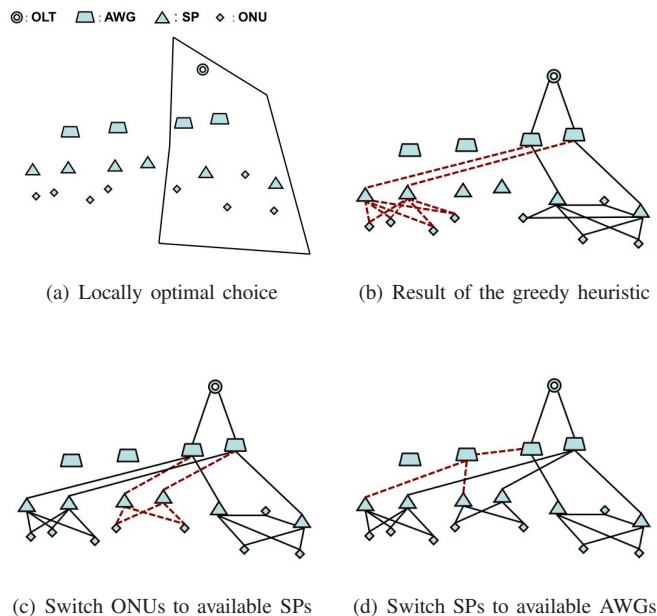 : OLT : AWG : SP : ONU
(a) Locally optimal choice
(b) Result of the greedy heuristic
(c) Switch ONUs to available SPs
(d) Switch SPs to available AWGs